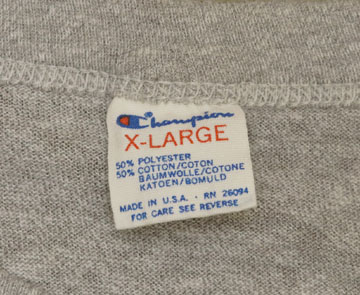 Champion
X-LARGE
50% POLYESTER
50% COTTON/COTON
BAUMWOLLE/COTONE
KATOEN/BOMULD
MADE IN U.S.A. - RN 26094
FOR CARE SEE REVERSE